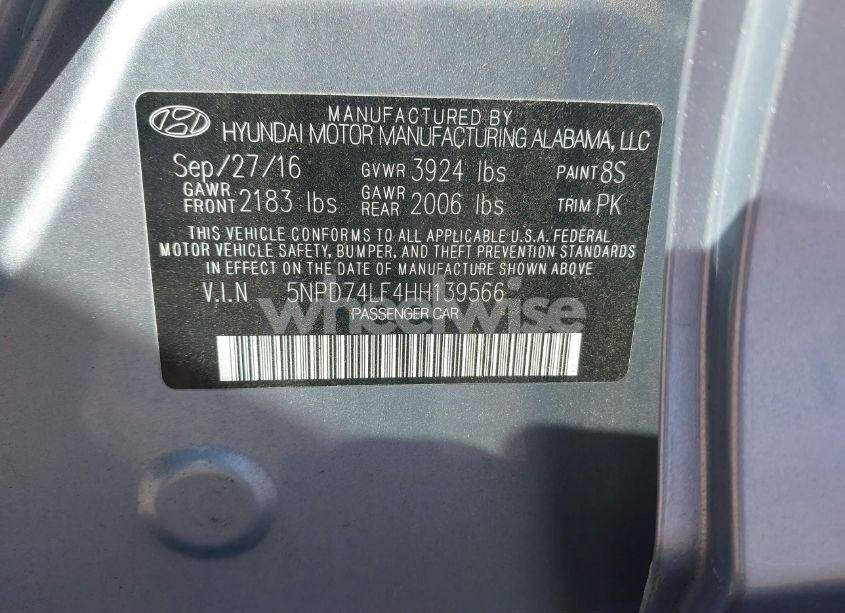 MANUFACTURED BY
HYUNDAI MOTOR MANUFACTURING ALABAMA, LLC
Sep/27/16 GVWR 3924 lbs PAINT 8S
GAWR FRONT 2183 lbs GAWR REAR 2006 lbs TRIM PK
THIS VEHICLE CONFORMS TO ALL APPLICABLE U.S.A. FEDERAL
MOTOR VEHICLE SAFETY, BUMPER, AND THEFT PREVENTION STANDARDS
IN EFFECT ON THE DATE OF MANUFACTURE SHOWN ABOVE
V.I.N 5NPD74LF4HH139566
PASSENGER CAR
wheelwise